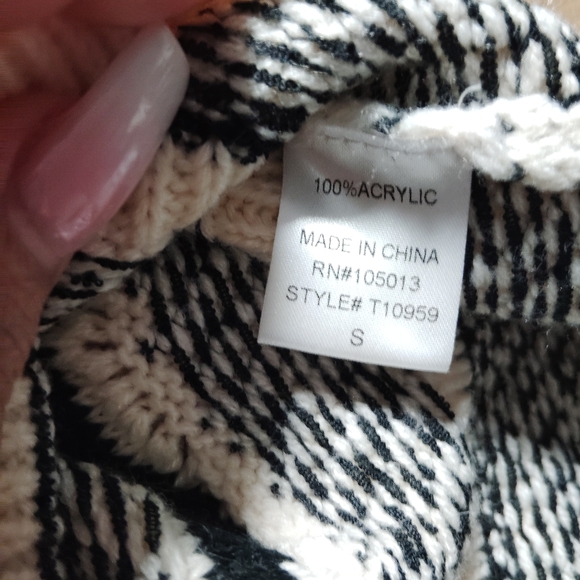 100%ACRYLIC
MADE IN CHINA
RN#105013
STYLE# T10959
S